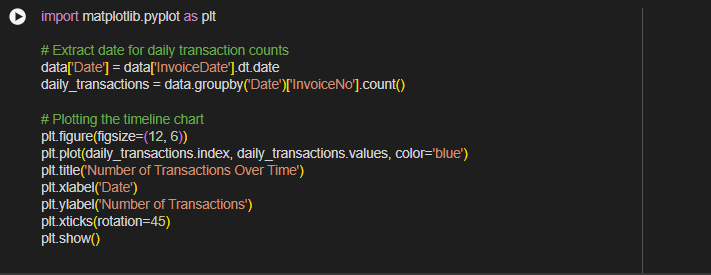 import matplotlib.pyplot as plt
# Extract date for daily transaction counts
data['Date'] = data['InvoiceDate'].dt.date
daily_transactions = data.groupby('Date')['InvoiceNo'].count()
# Plotting the timeline chart
plt.figure(figsize=(12, 6))
plt.plot(daily_transactions.index, daily_transactions.values, color='blue')
plt.title('Number of Transactions Over Time')
plt.xlabel('Date')
plt.ylabel('Number of Transactions')
plt.xticks(rotation=45)
plt.show()